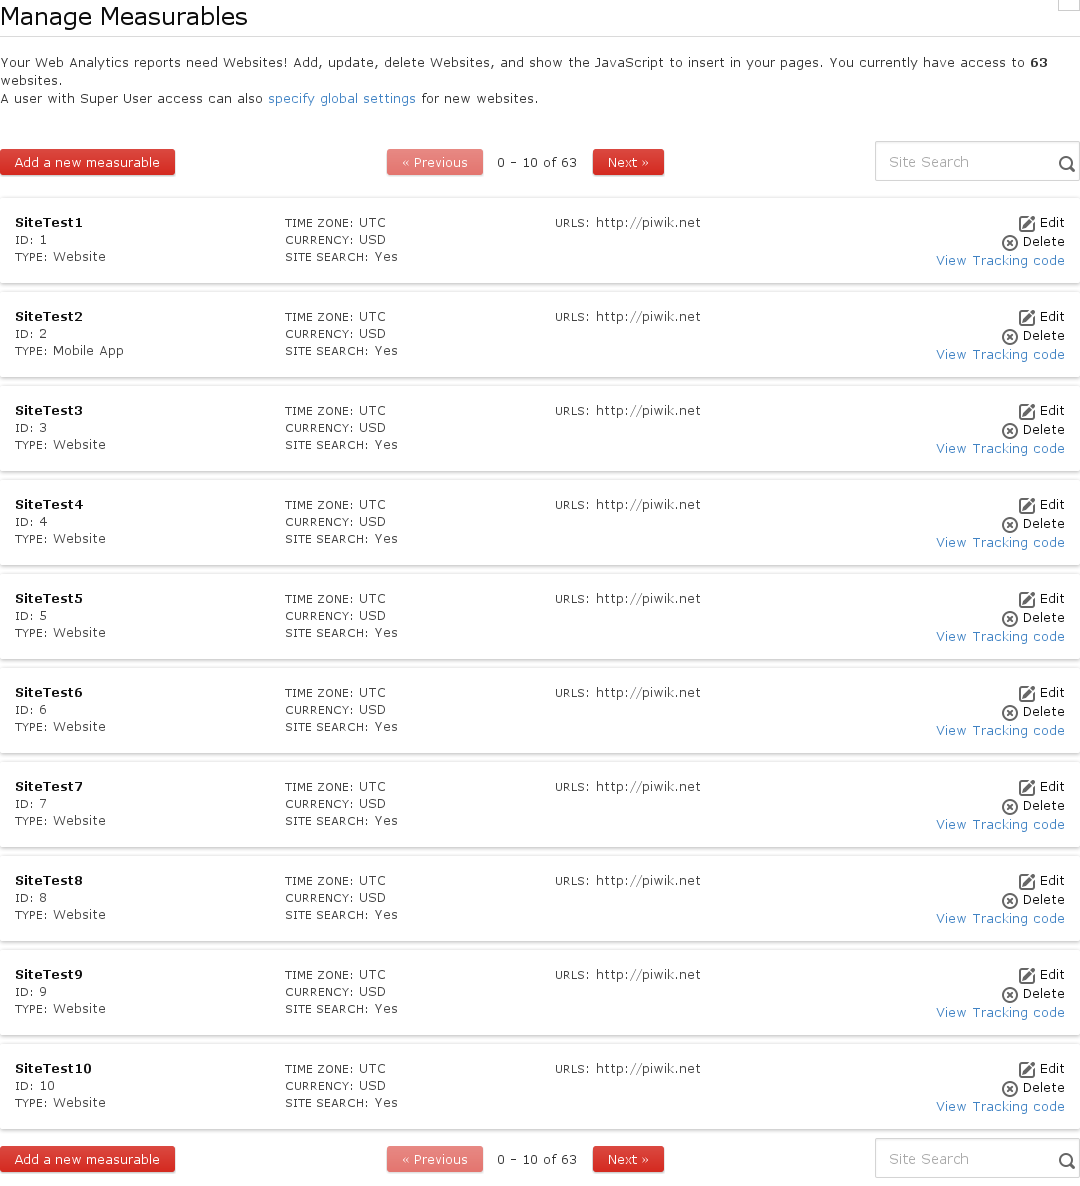 Manage Measurables
Your Web Analytics reports need Websites! Add, update, delete Websites, and show the JavaScript to insert in your pages. You currently have access to 63
websites.
A user with Super User access can also specify global settings for new websites.
Add a new measurable « Previous 0 - 10 of 63 Next » Site Search
SiteTest1 TIME ZONE: UTC URLS: http://piwik.net Edit
ID: 1 CURRENCY: USD Delete
TYPE: Website SITE SEARCH: Yes View Tracking code
SiteTest2 TIME ZONE: UTC URLS: http://piwik.net Edit
ID: 2 CURRENCY: USD Delete
TYPE: Mobile App SITE SEARCH: Yes View Tracking code
SiteTest3 TIME ZONE: UTC URLS: http://piwik.net Edit
ID: 3 CURRENCY: USD Delete
TYPE: Website SITE SEARCH: Yes View Tracking code
SiteTest4 TIME ZONE: UTC URLS: http://piwik.net Edit
ID: 4 CURRENCY: USD Delete
TYPE: Website SITE SEARCH: Yes View Tracking code
SiteTest5 TIME ZONE: UTC URLS: http://piwik.net Edit
ID: 5 CURRENCY: USD Delete
TYPE: Website SITE SEARCH: Yes View Tracking code
SiteTest6 TIME ZONE: UTC URLS: http://piwik.net Edit
ID: 6 CURRENCY: USD Delete
TYPE: Website SITE SEARCH: Yes View Tracking code
SiteTest7 TIME ZONE: UTC URLS: http://piwik.net Edit
ID: 7 CURRENCY: USD Delete
TYPE: Website SITE SEARCH: Yes View Tracking code
SiteTest8 TIME ZONE: UTC URLS: http://piwik.net Edit
ID: 8 CURRENCY: USD Delete
TYPE: Website SITE SEARCH: Yes View Tracking code
SiteTest9 TIME ZONE: UTC URLS: http://piwik.net Edit
ID: 9 CURRENCY: USD Delete
TYPE: Website SITE SEARCH: Yes View Tracking code
SiteTest10 TIME ZONE: UTC URLS: http://piwik.net Edit
ID: 10 CURRENCY: USD Delete
TYPE: Website SITE SEARCH: Yes View Tracking code
Add a new measurable « Previous 0 - 10 of 63 Next » Site Search